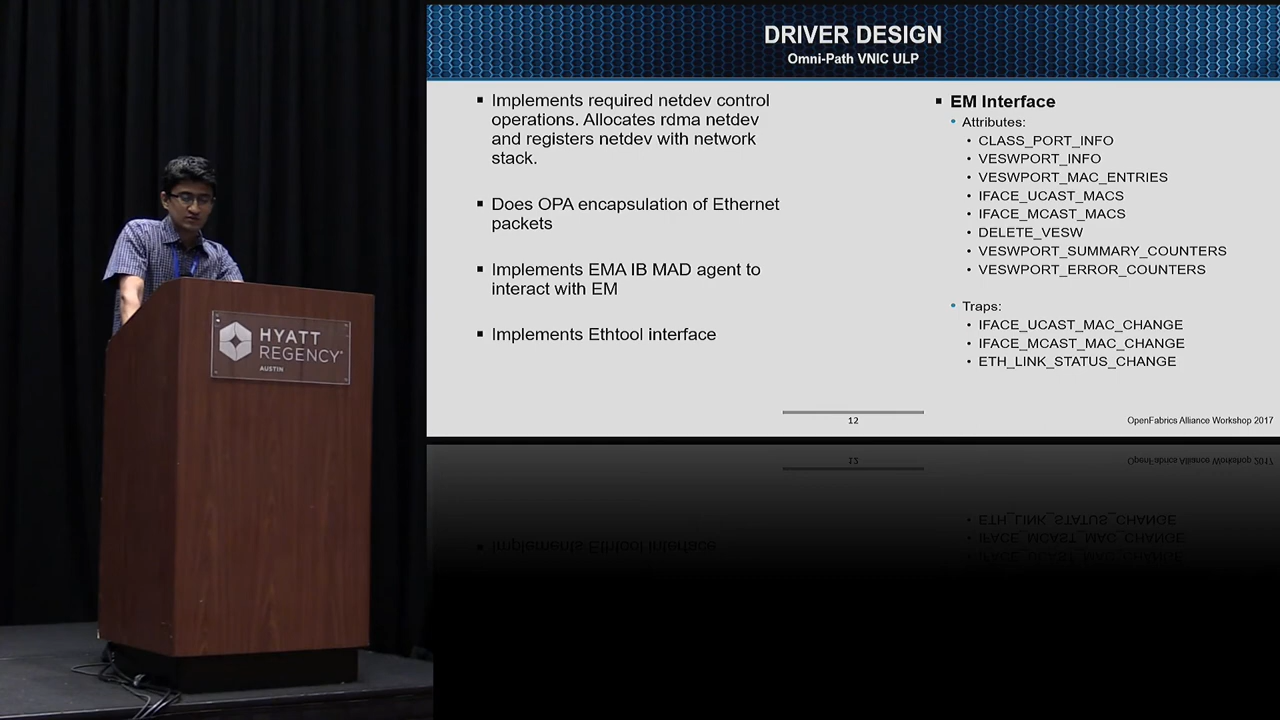 DRIVER DESIGN
Omni-Path VNIC ULP
▪ Implements required netdev control
operations. Allocates rdma netdev
and registers netdev with network
stack.
▪ Does OPA encapsulation of Ethernet
packets
▪ Implements EMA IB MAD agent to
interact with EM
▪ Implements Ethtool interface
▪ EM Interface
• Attributes:
• CLASS_PORT_INFO
• VESWPORT_INFO
• VESWPORT_MAC_ENTRIES
• IFACE_UCAST_MACS
• IFACE_MCAST_MACS
• DELETE_VESW
• VESWPORT_SUMMARY_COUNTERS
• VESWPORT_ERROR_COUNTERS
• Traps:
• IFACE_UCAST_MAC_CHANGE
• IFACE_MCAST_MAC_CHANGE
• ETH_LINK_STATUS_CHANGE
12
OpenFabrics Alliance Workshop 2017
HYATT
REGENCY
AUSTIN